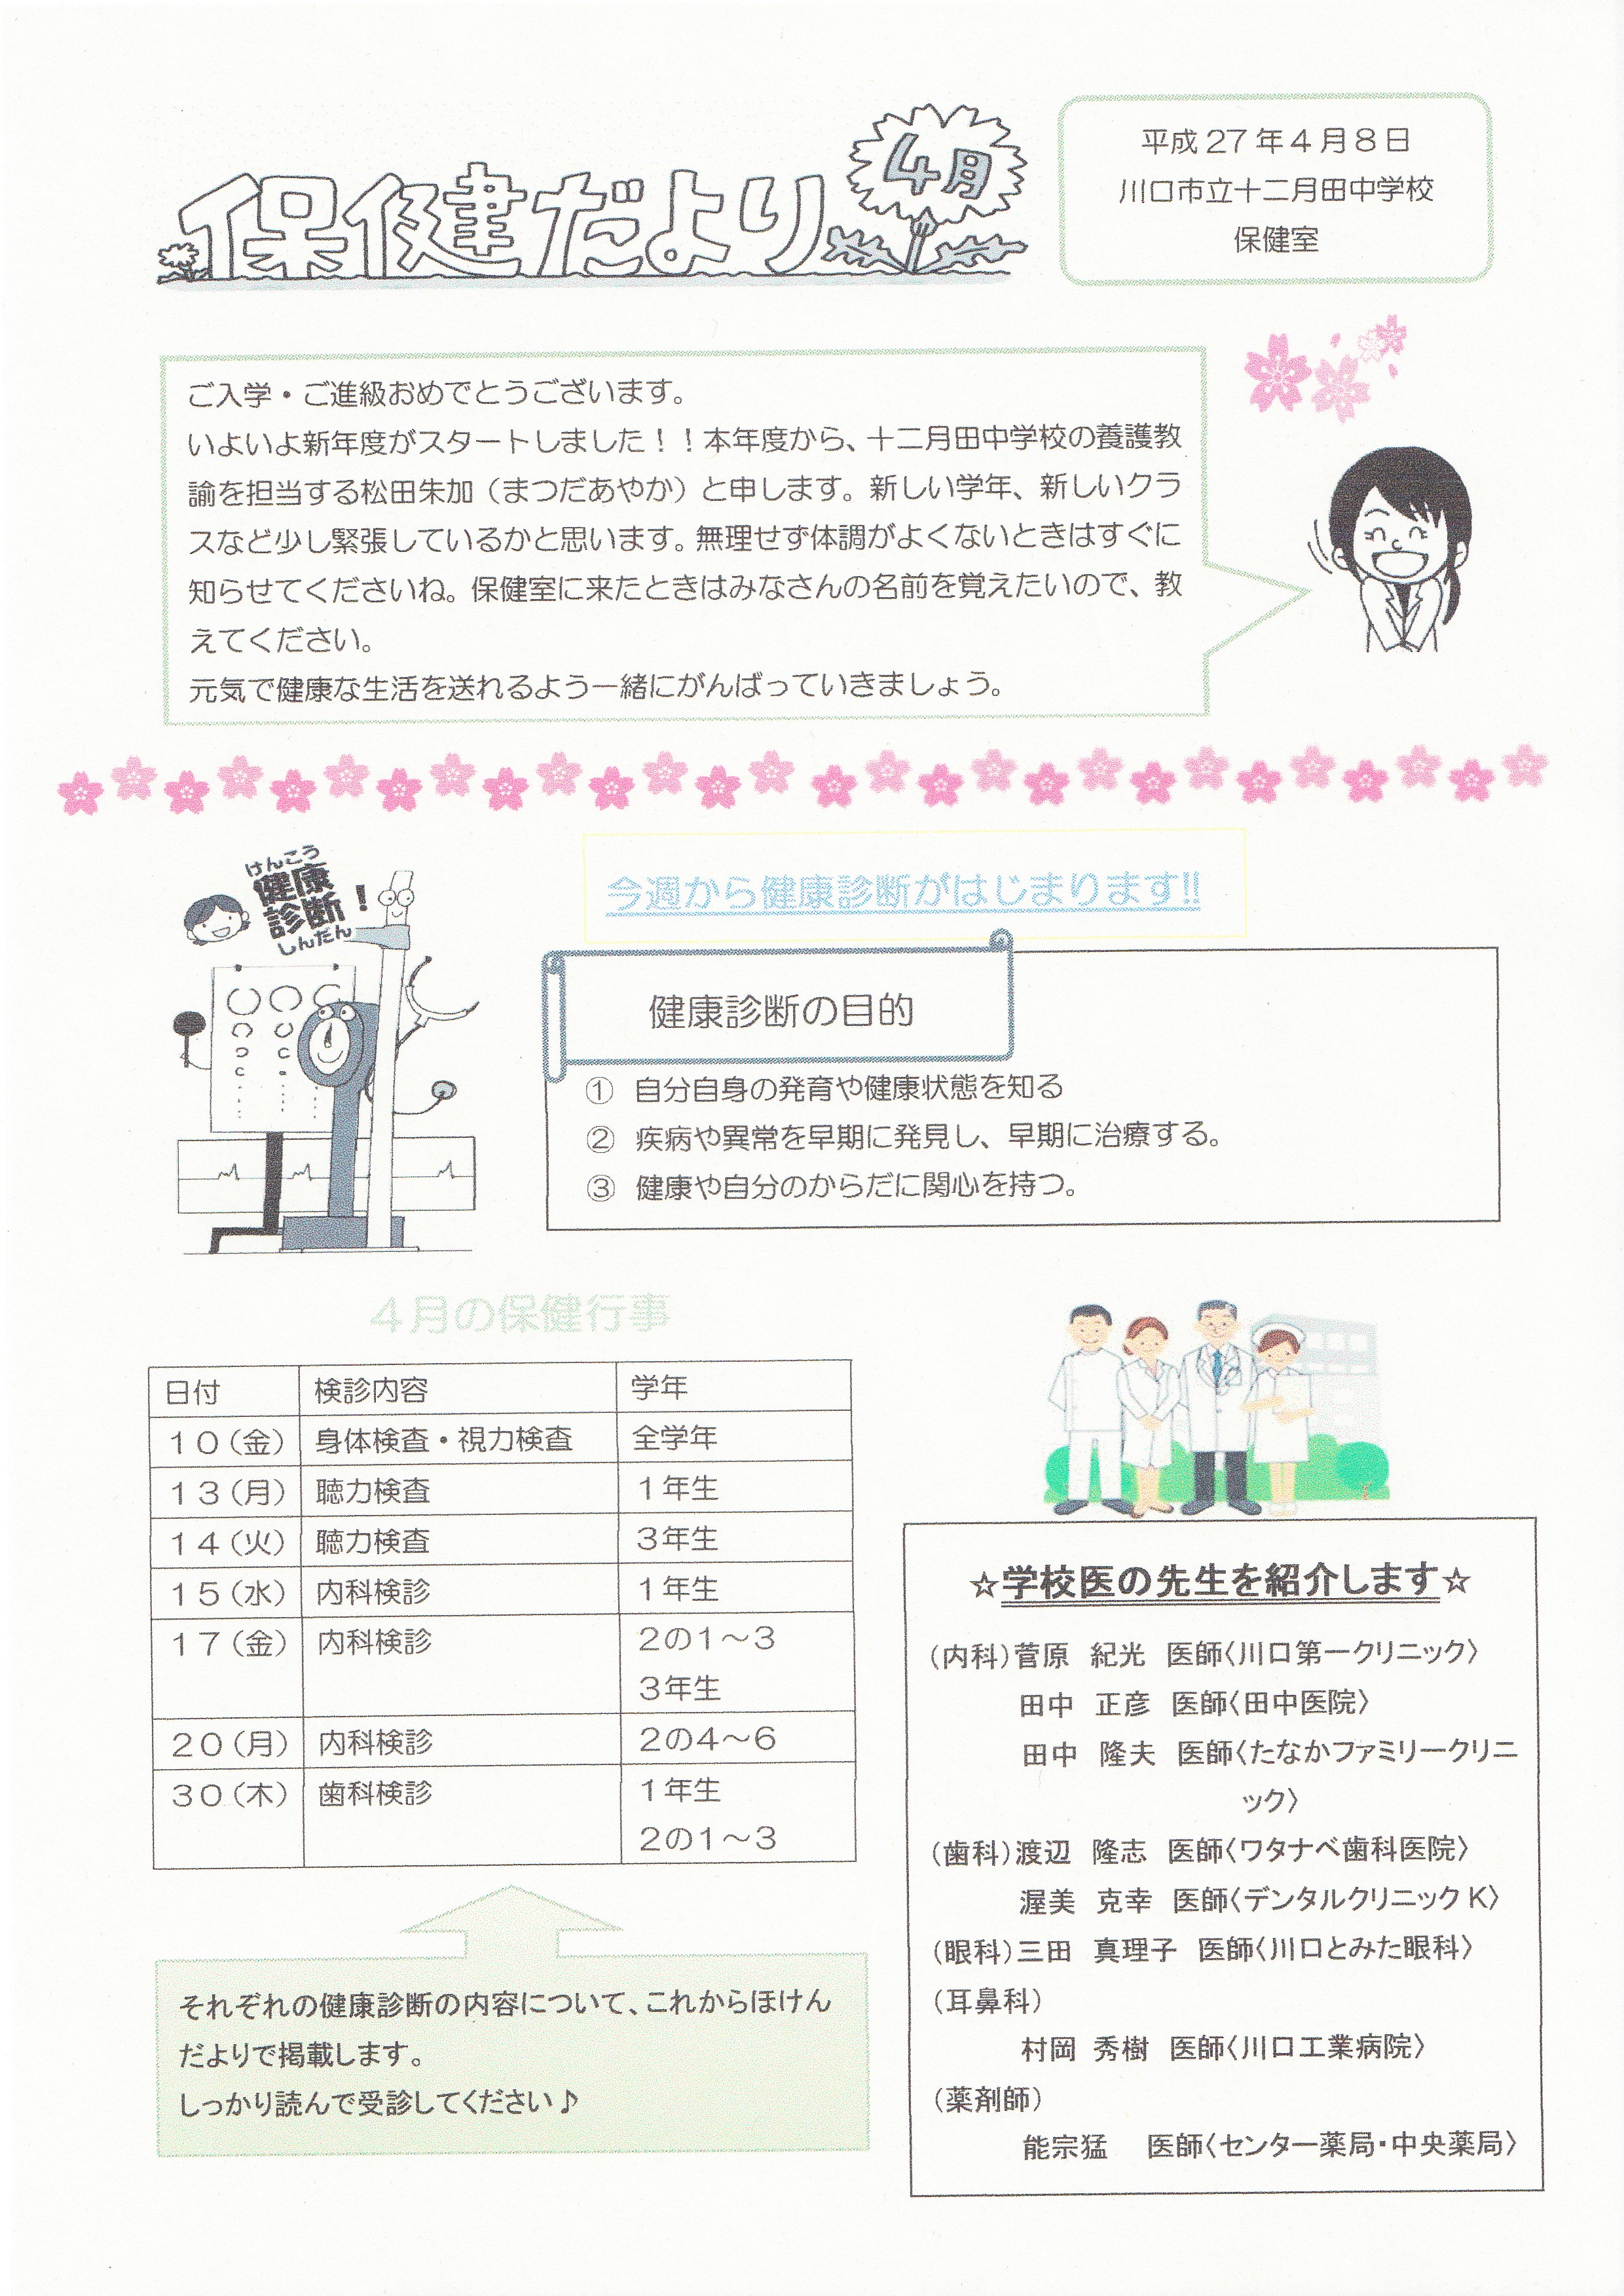 保健だより
4月
平成27年4月8日
川口市立十二月田中学校
保健室
ご入学・ご進級おめでとうございます。
いよいよ新年度がスタートしました！！本年度から、十二月田中学校の養護教
諭を担当する松田朱加（まつだあやか）と申します。新しい学年、新しいクラ
スなど少し緊張しているかと思います。無理せず体調がよくないときはすぐに
知らせてくださいね。保健室に来たときはみなさんの名前を覚えたいので、教
えてください。
元気で健康な生活を送れるよう一緒にがんばっていきましょう。
けんこう
健康
診断！
しんだん
今週から健康診断がはじまります!!
健康診断の目的
① 自分自身の発育や健康状態を知る
② 疾病や異常を早期に発見し、早期に治療する。
③ 健康や自分のからだに関心を持つ。
４月の保健行事
日付 検診内容 学年
１０（金） 身体検査・視力検査 全学年
１３（月） 聴力検査 １年生
１４（火） 聴力検査 ３年生
１５（水） 内科検診 １年生
１７（金） 内科検診 ２の１～３
３年生
２０（月） 内科検診 ２の４～６
３０（木） 歯科検診 １年生
２の１～３
それぞれの健康診断の内容について、これからほけん
だよりで掲載します。
しっかり読んで受診してください♪
☆学校医の先生を紹介します☆
（内科）菅原 紀光 医師〈川口第一クリニック〉
田中 正彦 医師〈田中医院〉
田中 隆夫 医師〈たなかファミリークリニ
ック〉
（歯科）渡辺 隆志 医師〈ワタナベ歯科医院〉
渥美 克幸 医師〈デンタルクリニックK〉
（眼科）三田 真理子 医師〈川口とみた眼科〉
（耳鼻科）
村岡 秀樹 医師〈川口工業病院〉
（薬剤師）
能宗猛 医師〈センター薬局・中央薬局〉